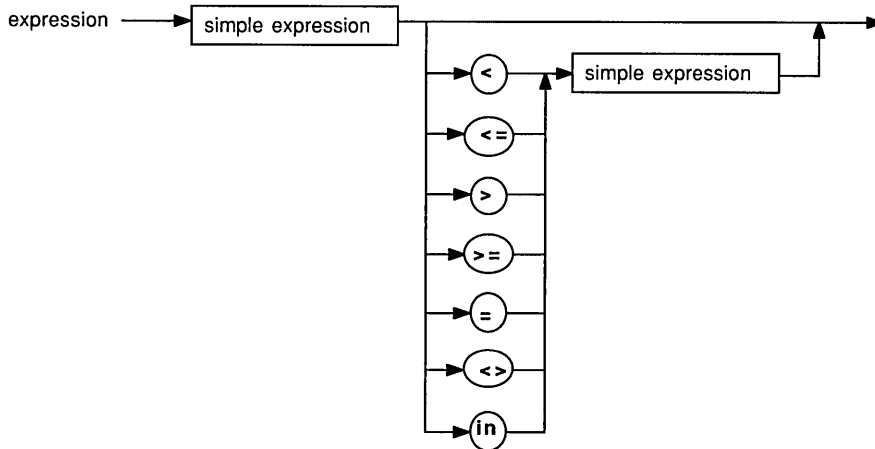 expression
simple expression
<
simple expression
<=
>
>=
=
<>
in